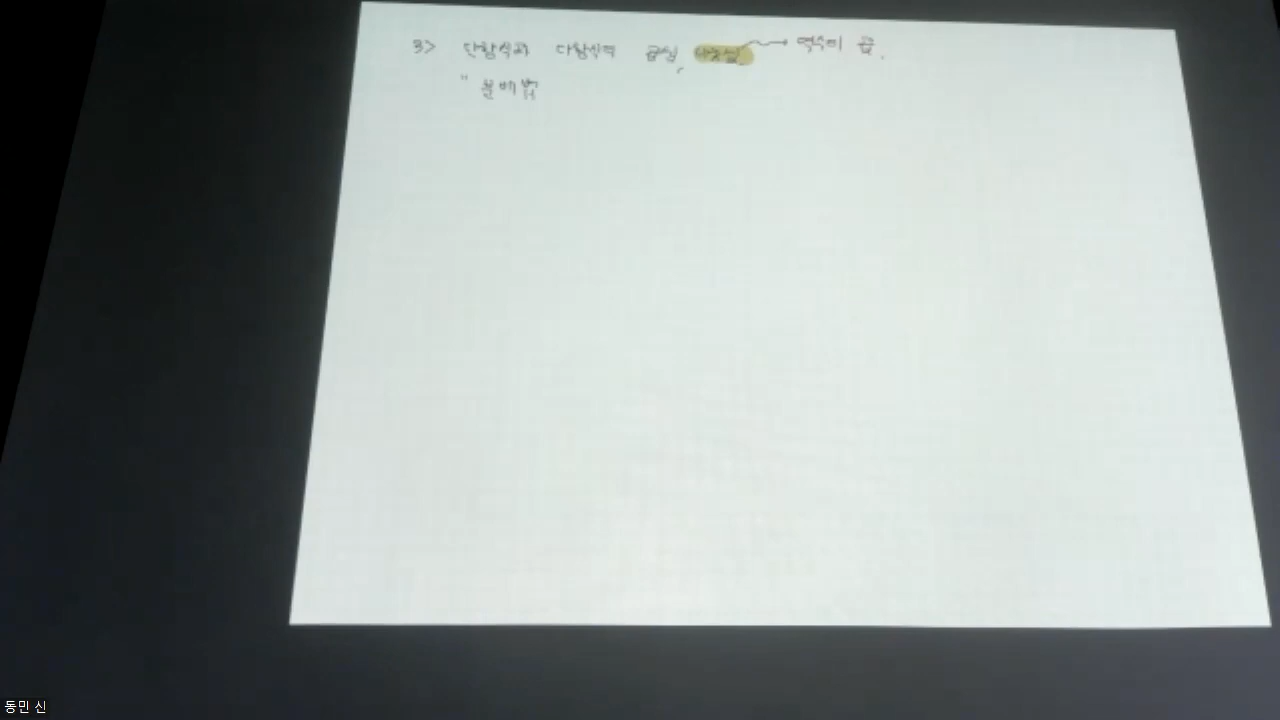 3> 단항식과 다항식의 곱셈, 나눗셈 → 역수의 곱.
" 분배법
동민 신